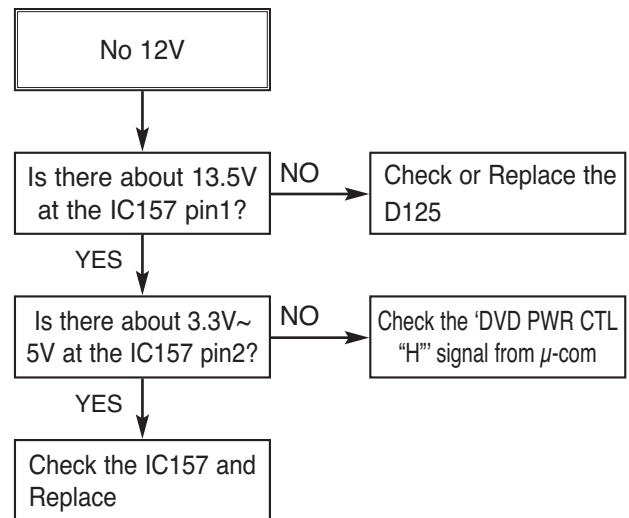 No 12V
Is there about 13.5V
at the IC157 pin1?
NO
Check or Replace the
D125
YES
Is there about 3.3V~
5V at the IC157 pin2?
NO
Check the ‘DVD PWR CTL
“H”’ signal from µ-com
YES
Check the IC157 and
Replace